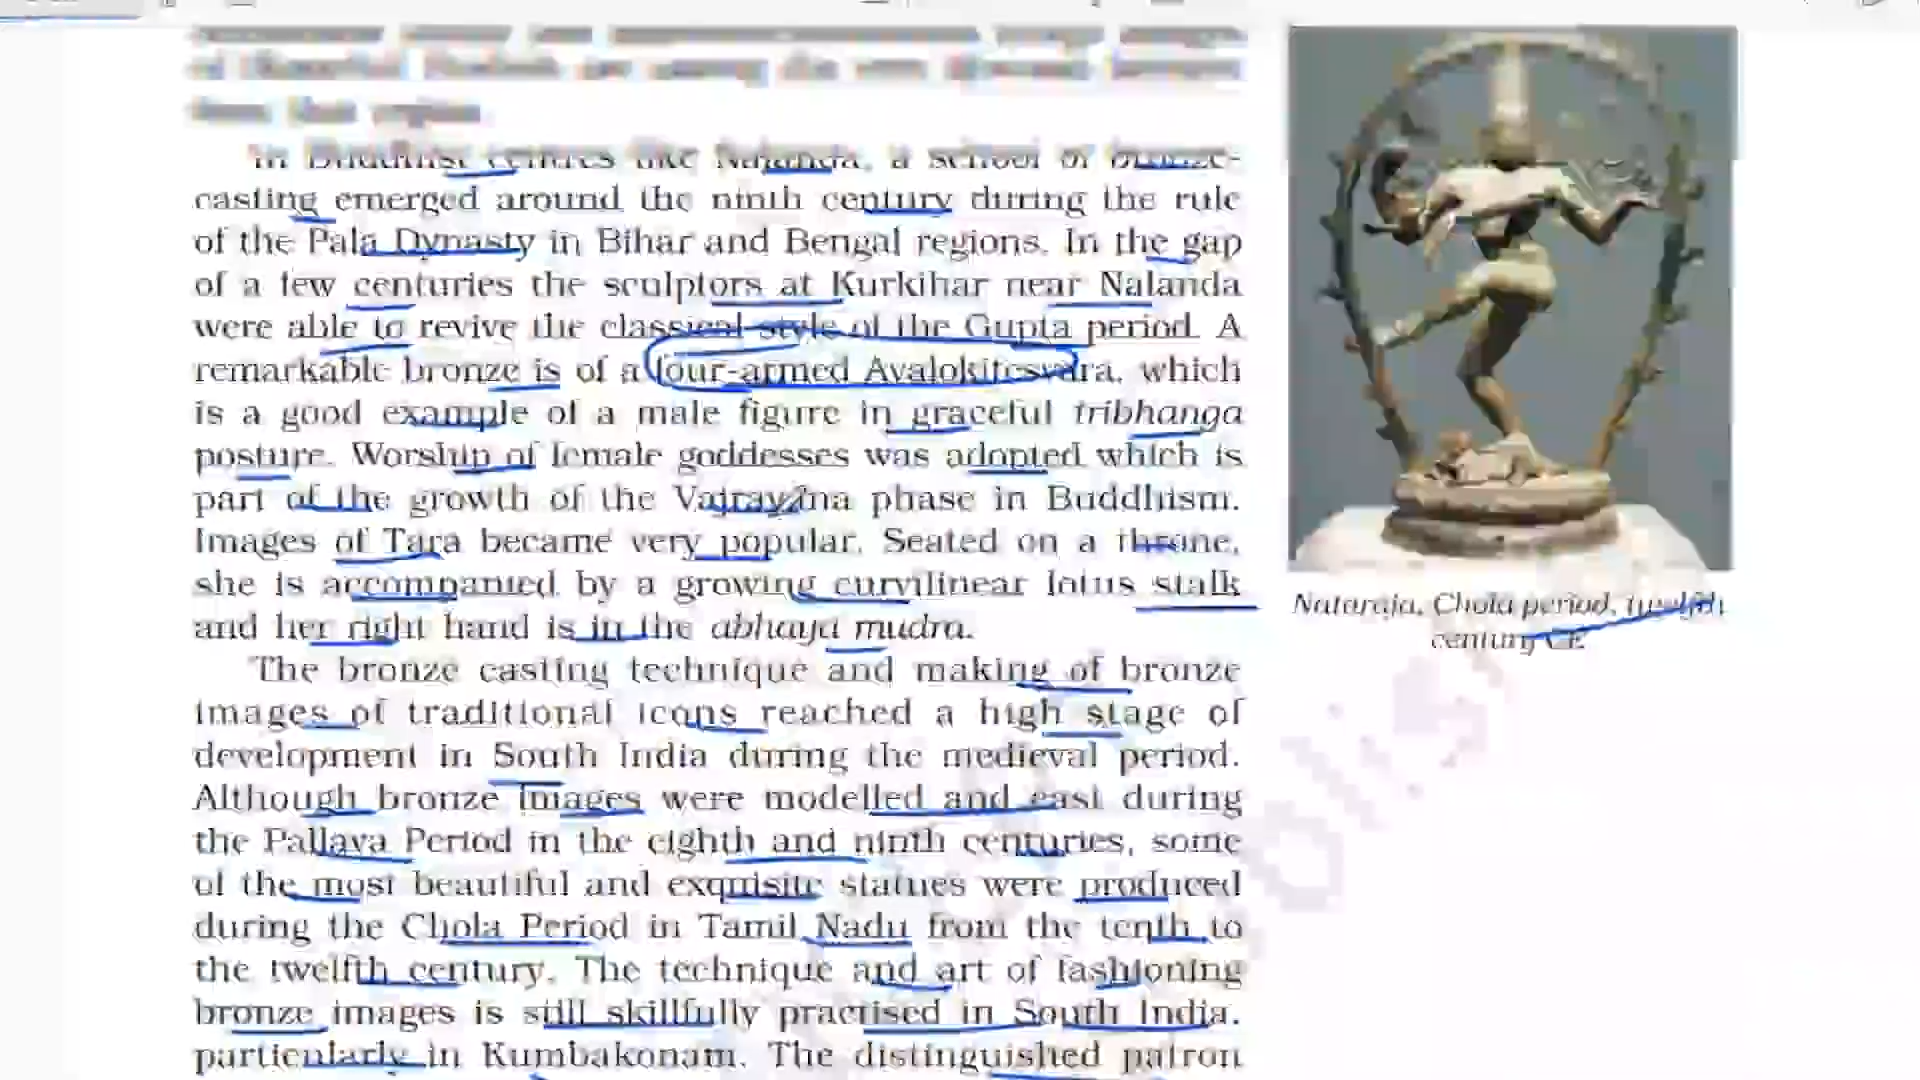 In Buddhist centres like Nalanda, a school of bronze-
casting emerged around the ninth century during the rule
of the Pala Dynasty in Bihar and Bengal regions. In the gap
of a few centuries the sculptors at Kurkihar near Nalanda
were able to revive the classical style of the Gupta period. A
remarkable bronze is of a four-armed Avalokitesvara, which
is a good example of a male figure in graceful tribhanga
posture. Worship of female goddesses was adopted which is
part of the growth of the Vajrayana phase in Buddhism.
Images of Tara became very popular. Seated on a throne,
she is accompanied by a growing curvilinear lotus stalk
and her right hand is in the abhaya mudra.
The bronze casting technique and making of bronze
images of traditional icons reached a high stage of
development in South India during the medieval period.
Although bronze images were modelled and cast during
the Pallava Period in the eighth and ninth centuries, some
of the most beautiful and exquisite statues were produced
during the Chola Period in Tamil Nadu from the tenth to
the twelfth century. The technique and art of fashioning
bronze images is still skillfully practised in South India,
particularly in Kumbakonam. The distinguished patron
Nataraja, Chola period, twelfth
century CE